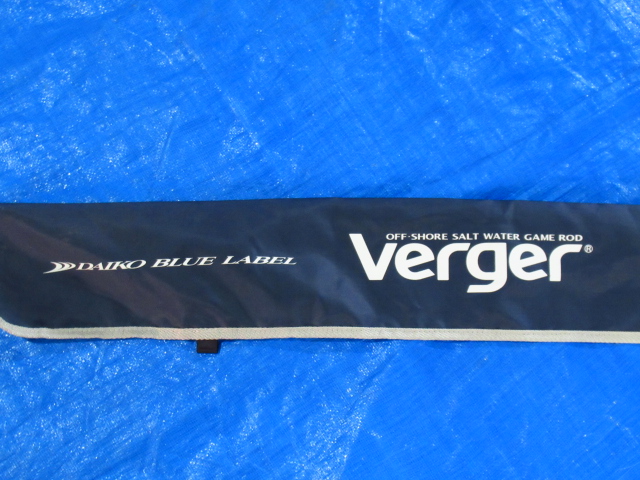 DAIKO BLUE LABEL
OFF-SHORE SALT WATER GAME ROD
Verger®